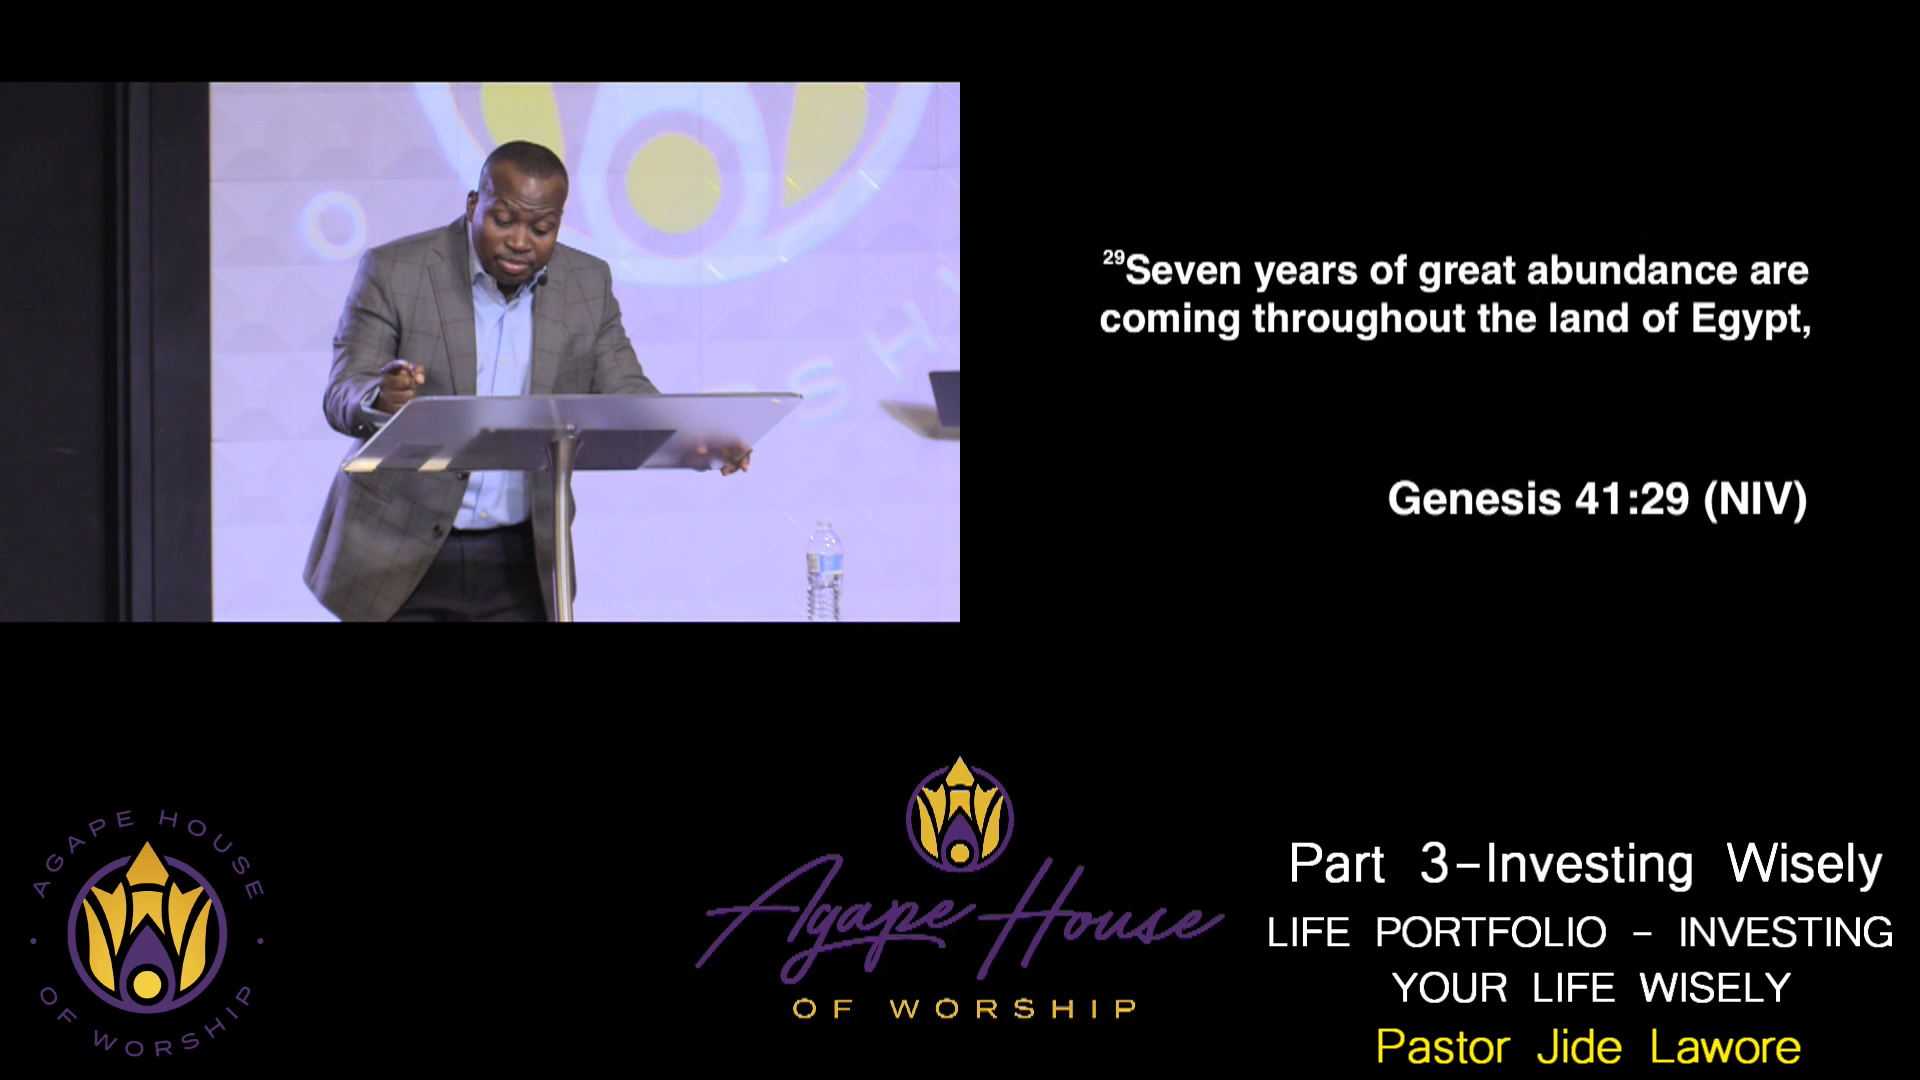 O
SHI
29Seven years of great abundance are
coming throughout the land of Egypt,
Genesis 41:29 (NIV)
AGAPE HOUSE
OF WORSHIP
Agape House
OF WORSHIP
Part 3-Investing Wisely
LIFE PORTFOLIO - INVESTING
YOUR LIFE WISELY
Pastor Jide Lawore